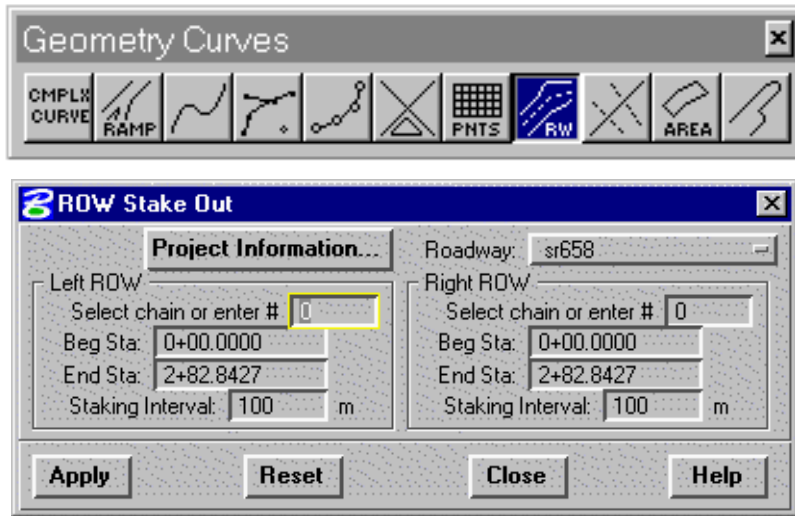 Geometry Curves
CMPLX
CURVE
RAMP
PNTS
RW
AREA
ROW Stake Out
Project Information...
Roadway: sr658
Left ROW
Select chain or enter # 0
Beg Sta: 0+00.0000
End Sta: 2+82.8427
Staking Interval: 100 m
Right ROW
Select chain or enter # 0
Beg Sta: 0+00.0000
End Sta: 2+82.8427
Staking Interval: 100 m
Apply Reset Close Help